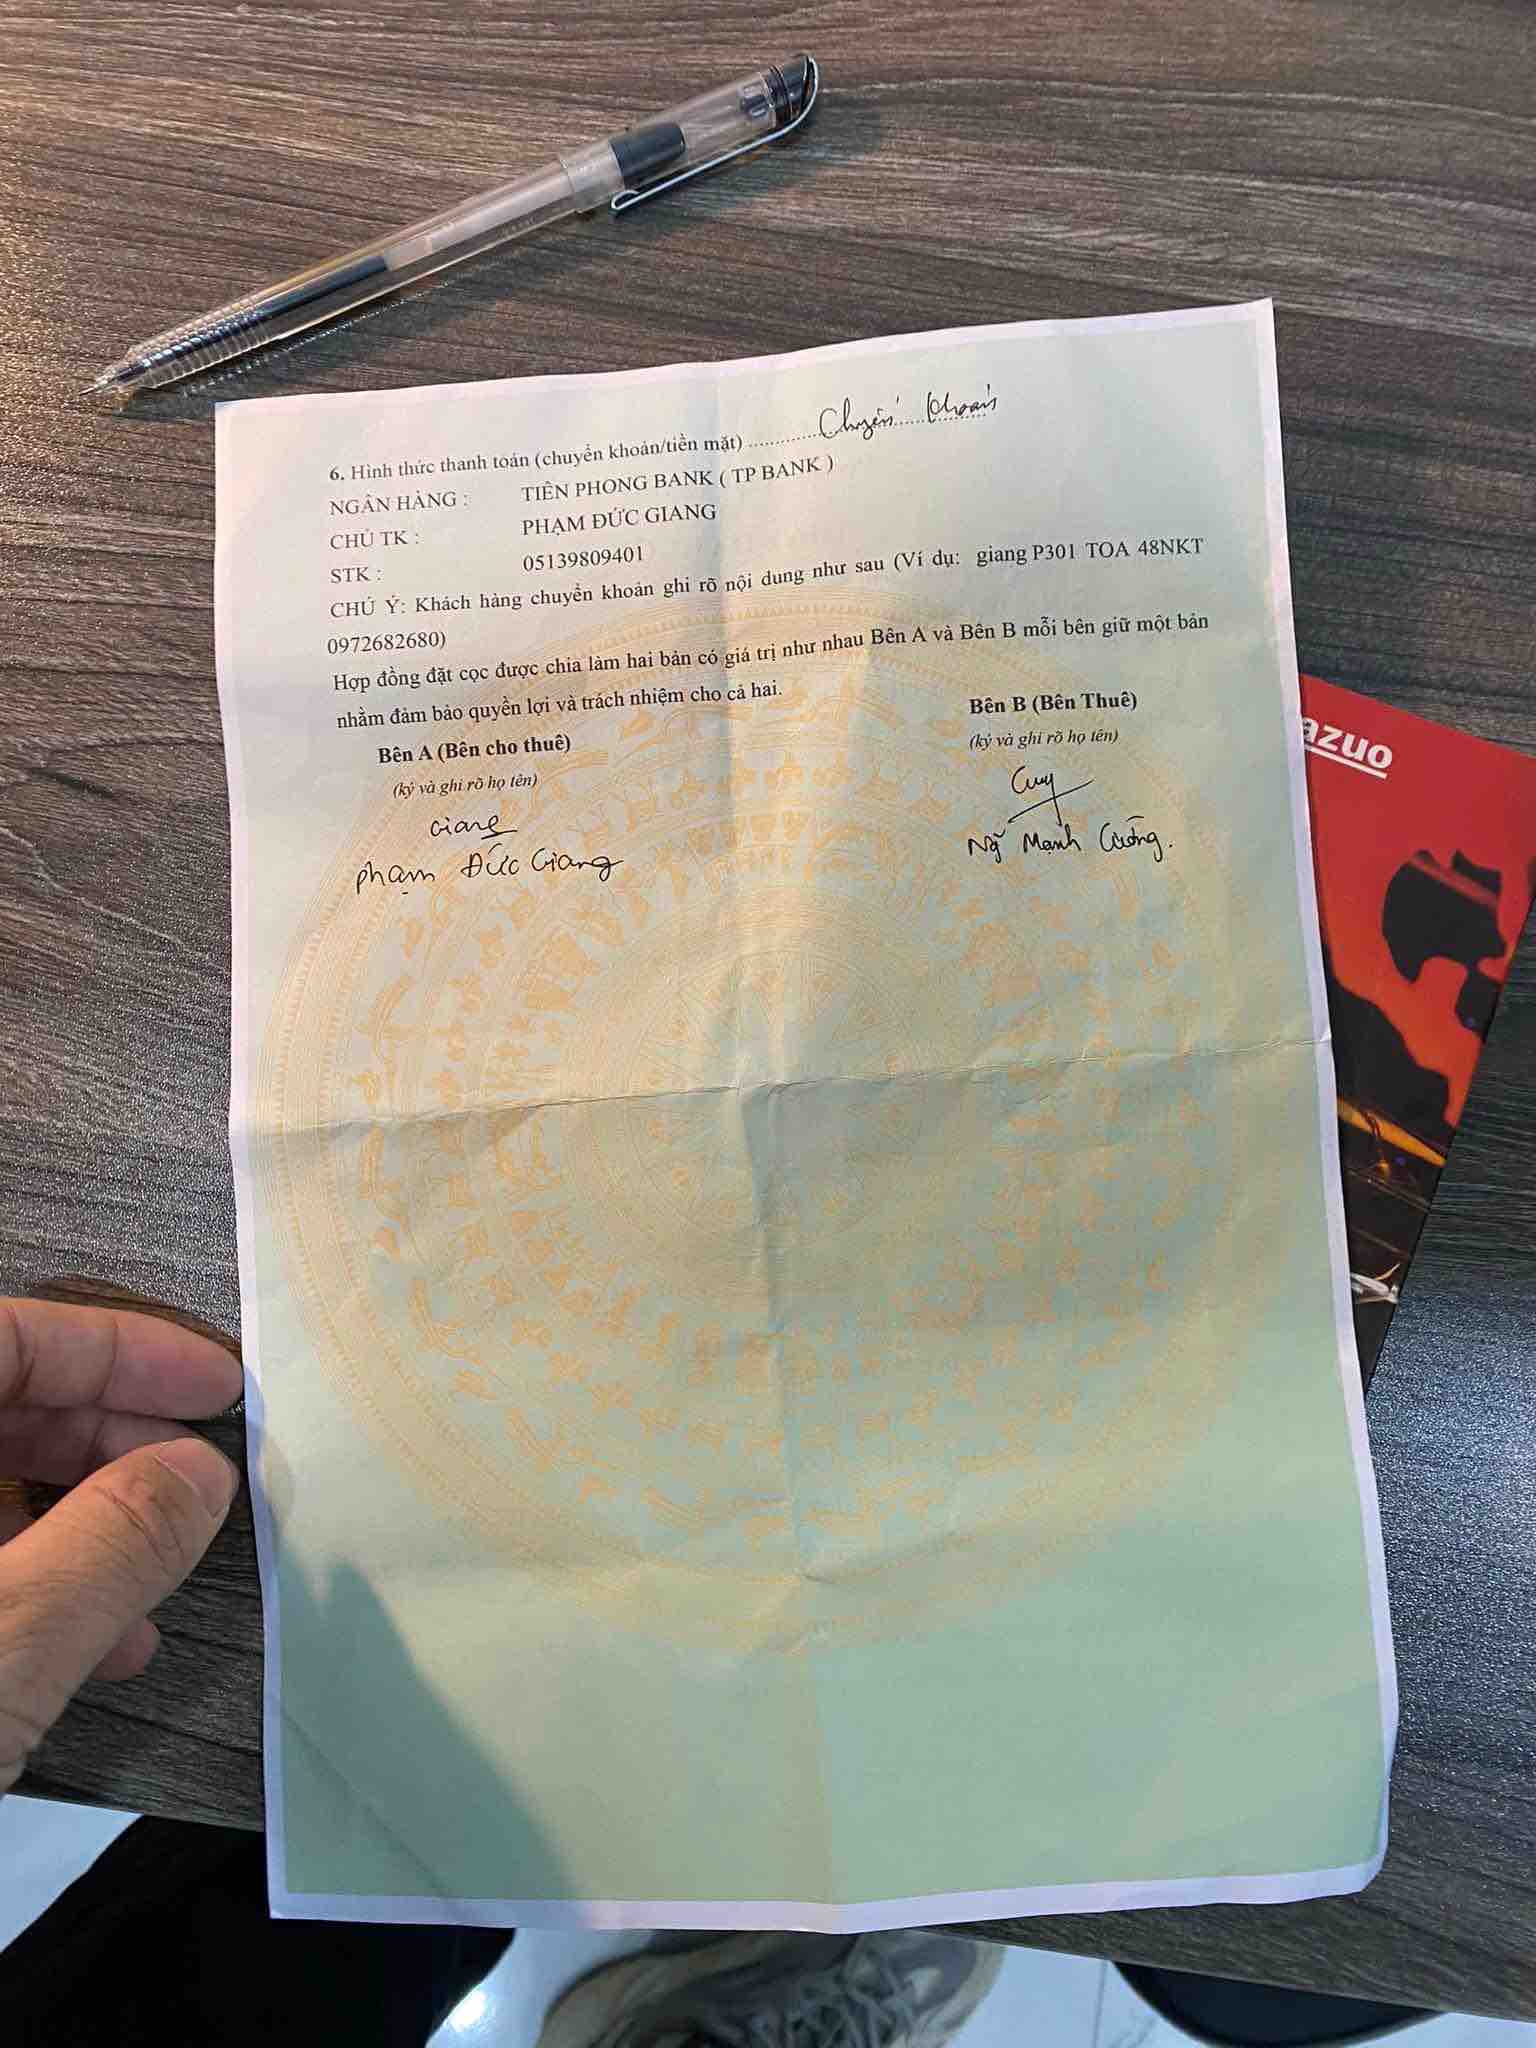 6. Hình thức thanh toán (chuyển khoản/tiền mặt) ............Chuyển khoản
NGÂN HÀNG : TIÊN PHONG BANK ( TP BANK )
CHỦ TK : PHẠM ĐỨC GIANG
STK : 05139809401
CHÚ Ý: Khách hàng chuyển khoản ghi rõ nội dung như sau (Ví dụ: giang P301 TOA 48NKT
0972682680)
Hợp đồng đặt cọc được chia làm hai bản có giá trị như nhau Bên A và Bên B mỗi bên giữ một bản
nhằm đảm bảo quyền lợi và trách nhiệm cho cả hai.
Bên A (Bên cho thuê) Bên B (Bên Thuê)
(ký và ghi rõ họ tên) (ký và ghi rõ họ tên)
Giang
Phạm Đức Giang Mạnh Cường.
azuo